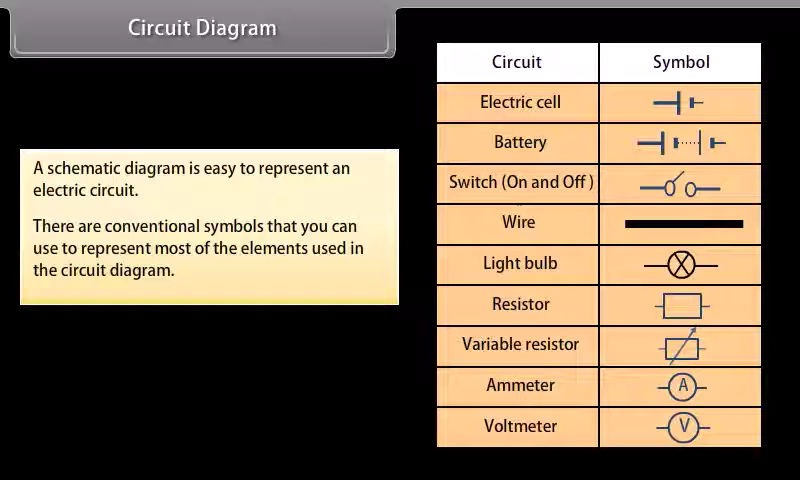 Circuit Diagram
A schematic diagram is easy to represent an
electric circuit.
There are conventional symbols that you can
use to represent most of the elements used in
the circuit diagram.
Circuit Symbol
Electric cell
Battery
Switch (On and Off )
Wire
Light bulb
Resistor
Variable resistor
Ammeter A
Voltmeter V